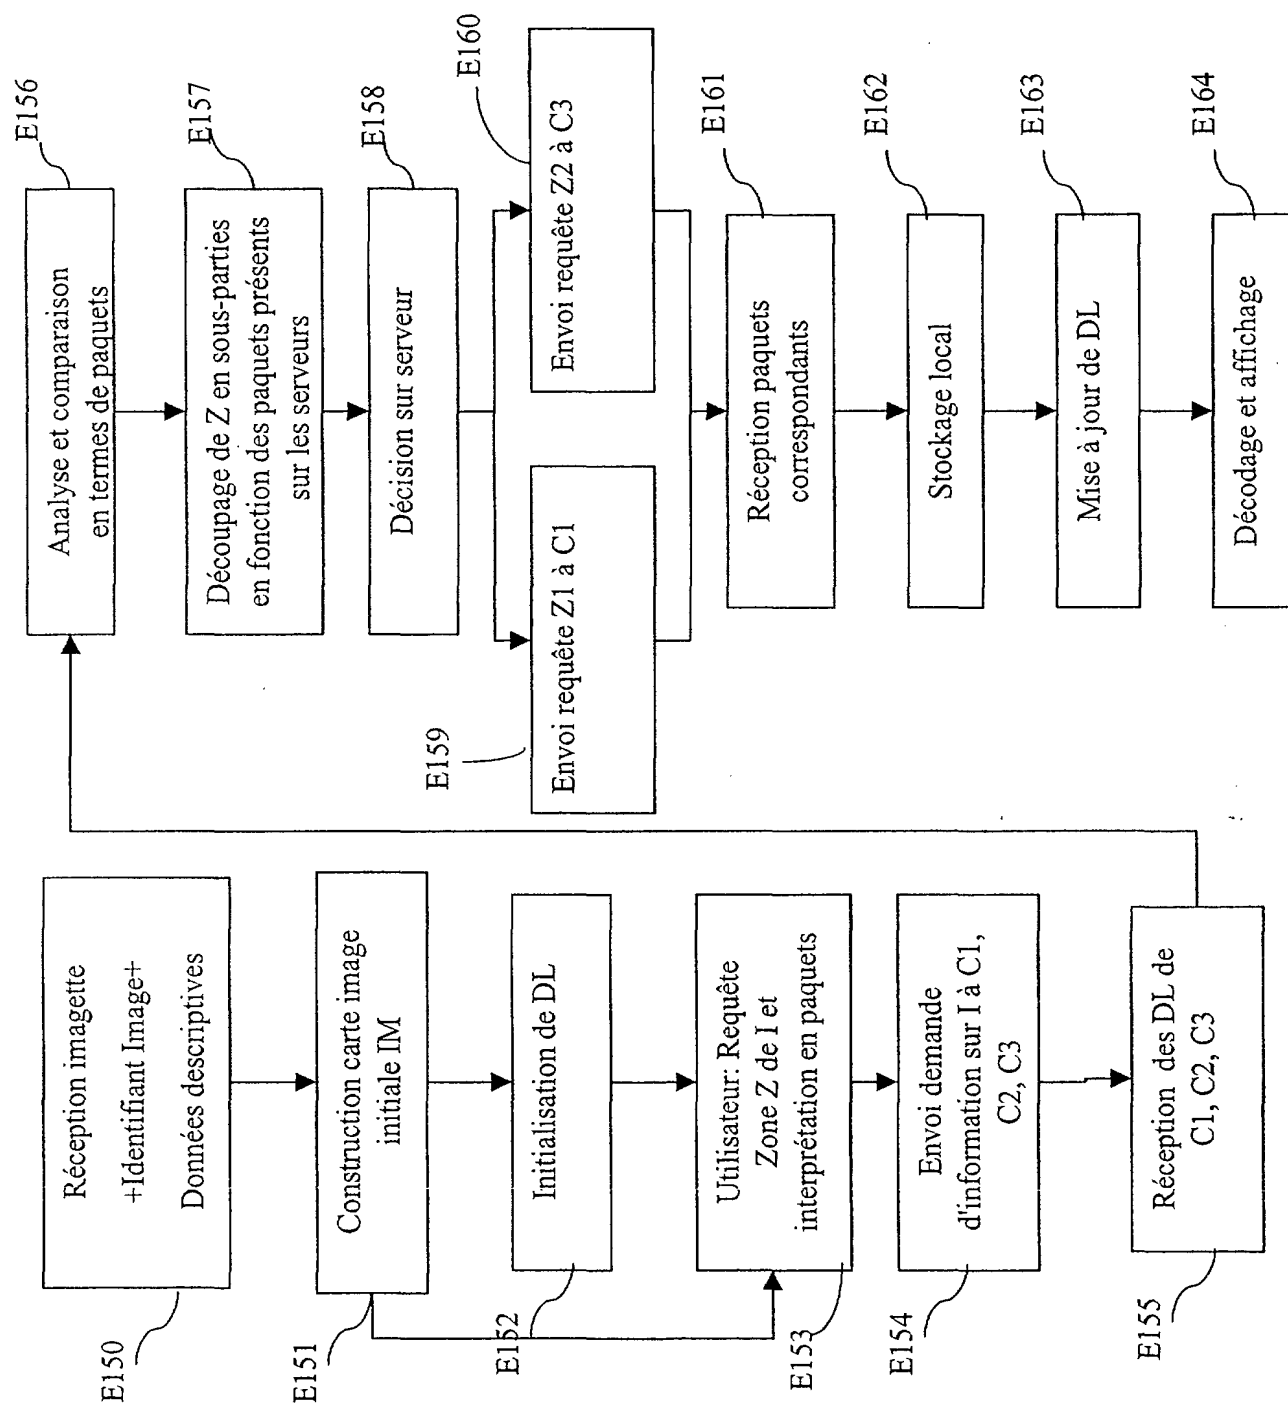 E150
Réception imagette
+Identifiant Image+
Données descriptives
E151
Construction carte image
initiale IM
E152
Initialisation de DL
E153
Utilisateur: Requête
Zone Z de I et
interprétation en paquets
E154
Envoi demande
d'information sur I à C1,
C2, C3
E155
Réception des DL de
C1, C2, C3
E156
Analyse et comparaison
en termes de paquets
E157
Découpage de Z en sous-parties
en fonction des paquets présents
sur les serveurs
E158
Décision sur serveur
E159
Envoi requête Z1 à C1
E160
Envoi requête Z2 à C3
E161
Réception paquets
correspondants
E162
Stockage local
E163
Mise à jour de DL
E164
Décodage et affichage